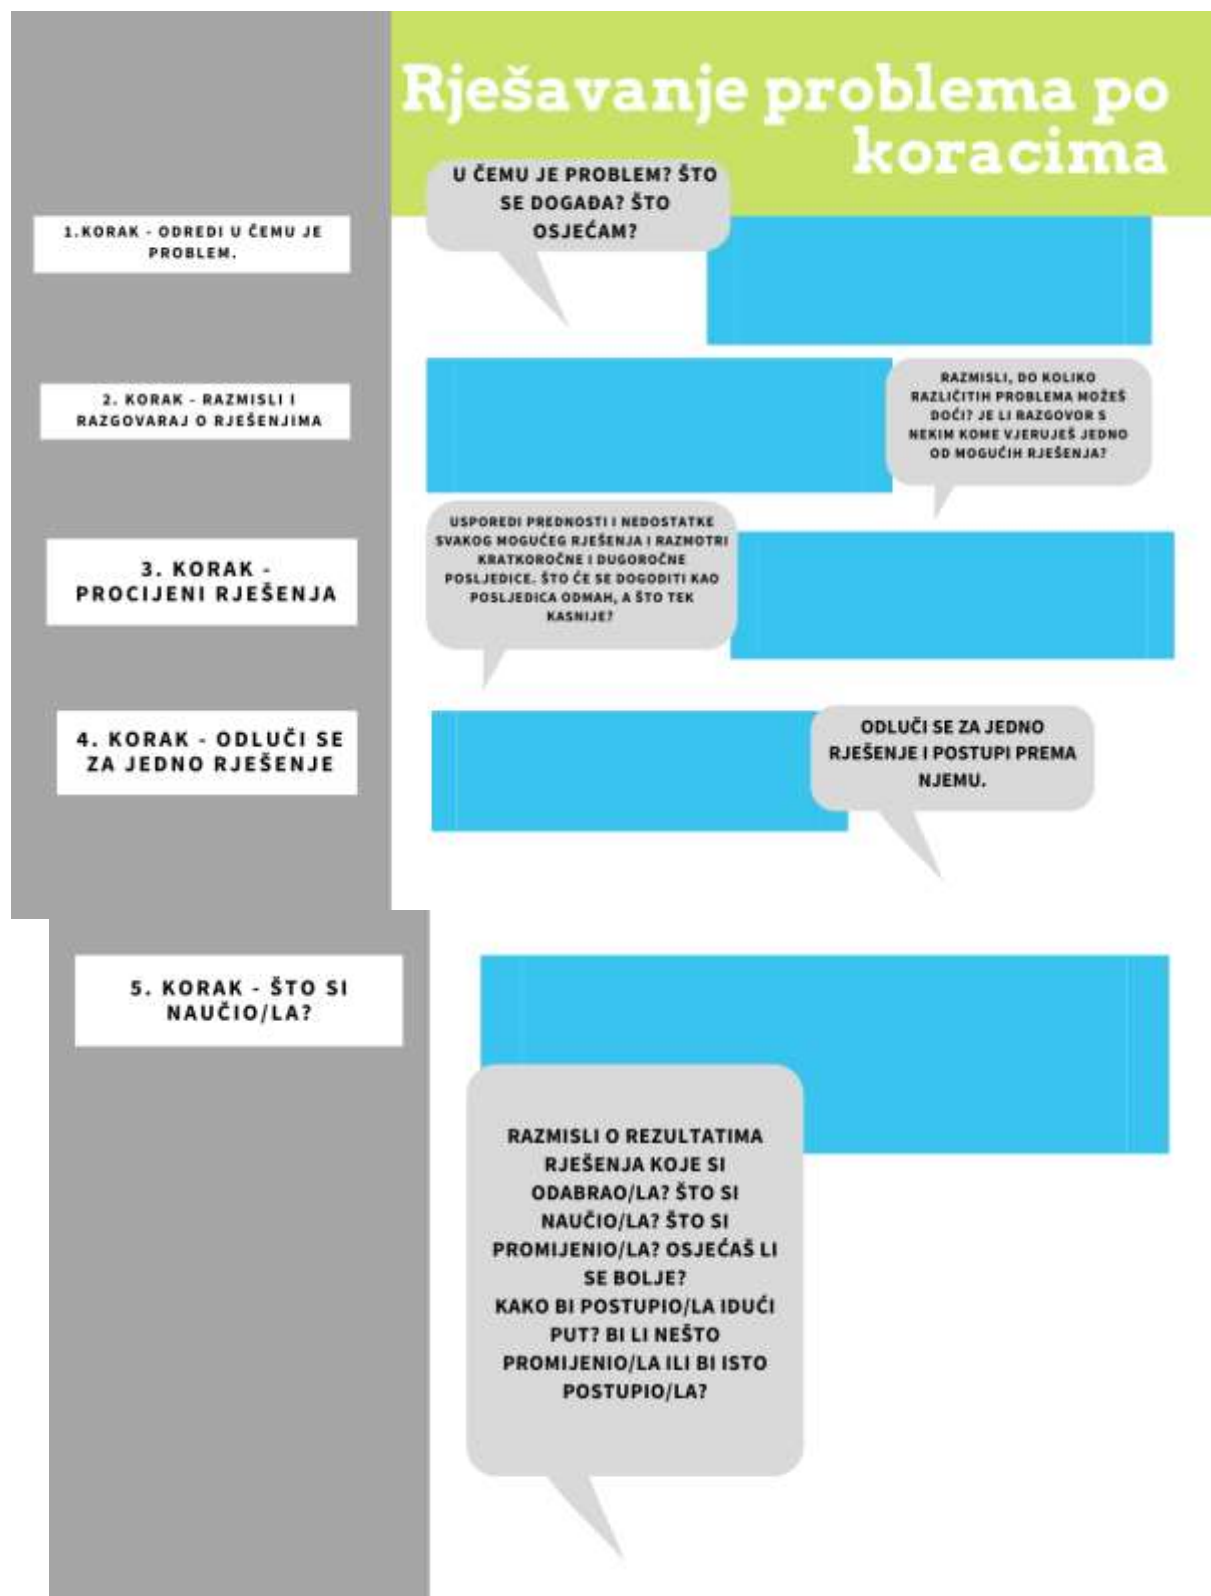 Rješavanje problema po
koracima
1.KORAK - ODREDI U ČEMU JE
PROBLEM.
U ČEMU JE PROBLEM? ŠTO
SE DOGAĐA? ŠTO
OSJEĆAM?
2. KORAK - RAZMISLI I
RAZGOVARAJ O RJEŠENJIMA
RAZMISLI, DO KOLIKO
RAZLIČITIH PROBLEMA MOŽEŠ
DOĆI? JE LI RAZGOVOR S
NEKIM KOME VJERUJEŠ JEDNO
OD MOGUĆIH RJEŠENJA?
3. KORAK -
PROCIJENI RJEŠENJA
USPOREDI PREDNOSTI I NEDOSTATKE
SVAKOG MOGUĆEG RJEŠENJA I RAZMOTRI
KRATKOROČNE I DUGOROČNE
POSLJEDICE. ŠTO ĆE SE DOGODITI KAO
POSLJEDICA ODMAH, A ŠTO TEK
KASNIJE?
4. KORAK - ODLUČI SE
ZA JEDNO RJEŠENJE
ODLUČI SE ZA JEDNO
RJEŠENJE I POSTUPI PREMA
NJEMU.
5. KORAK - ŠTO SI
NAUČIO/LA?
RAZMISLI O REZULTATIMA
RJEŠENJA KOJE SI
ODABRAO/LA? ŠTO SI
NAUČIO/LA? ŠTO SI
PROMIJENIO/LA? OSJEĆAŠ LI
SE BOLJE?
KAKO BI POSTUPIO/LA IDUĆI
PUT? BI LI NEŠTO
PROMIJENIO/LA ILI BI ISTO
POSTUPIO/LA?